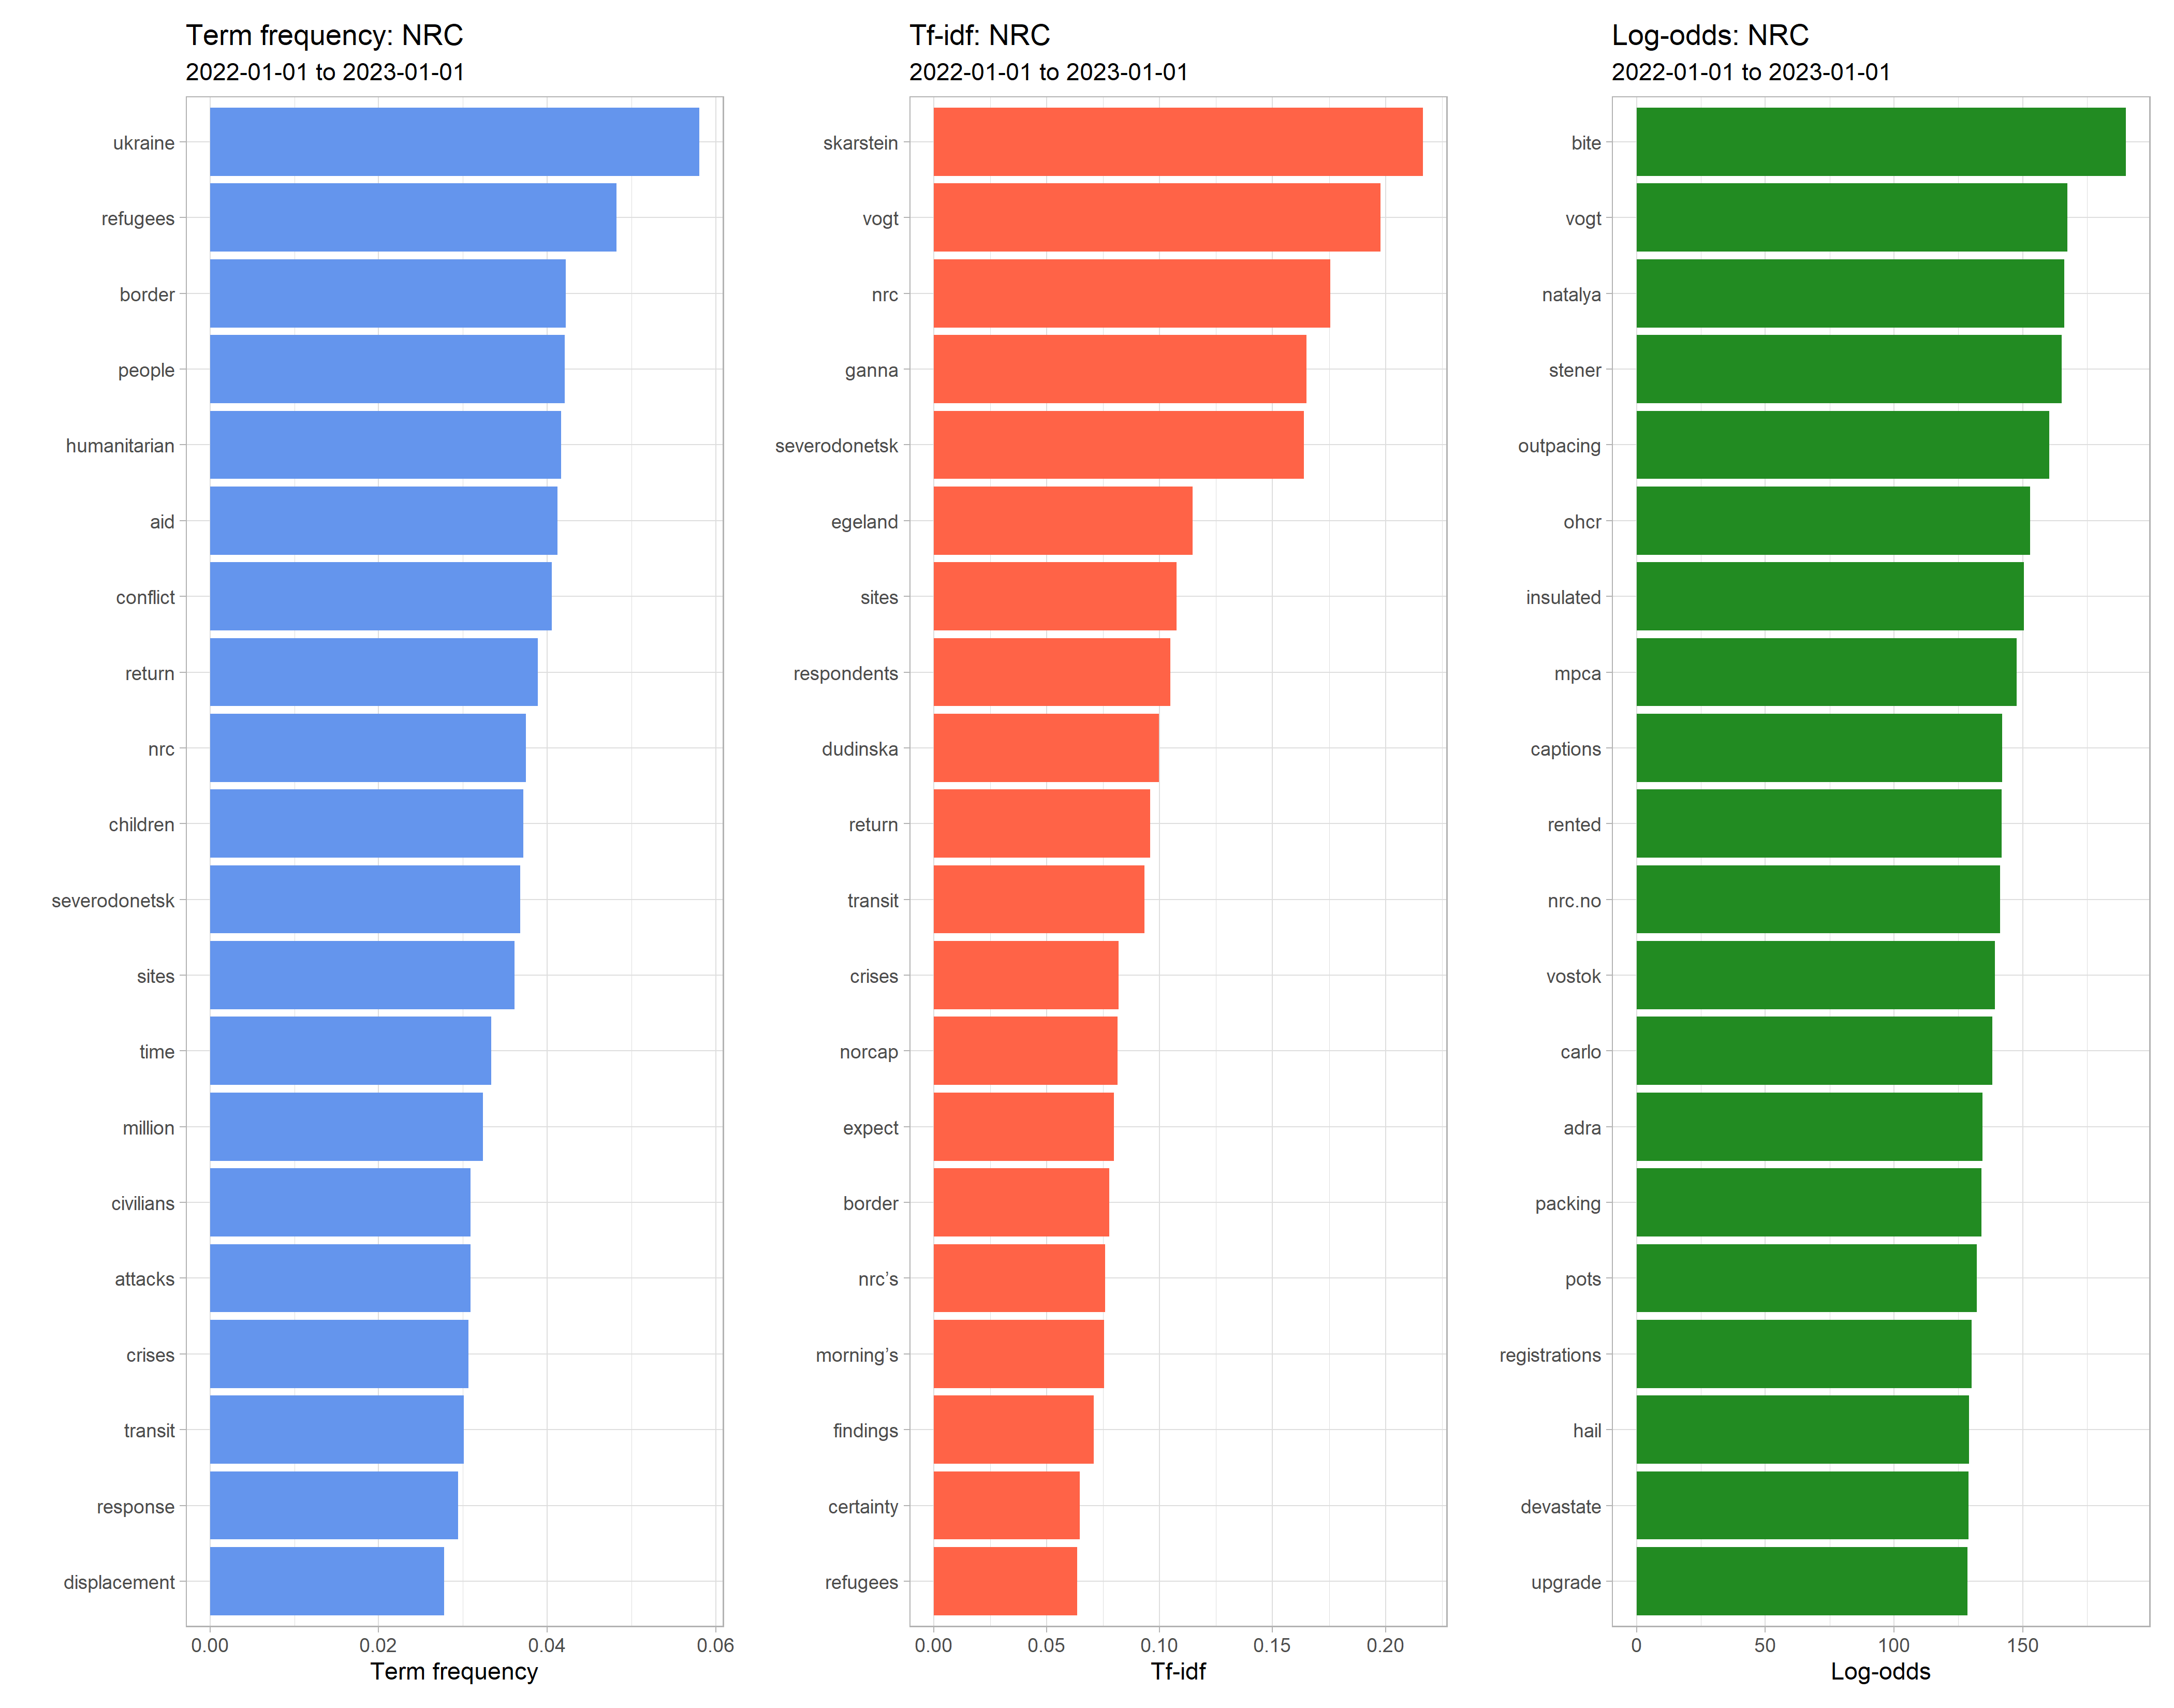 Term frequency: NRC
2022-01-01 to 2023-01-01
ukraine
refugees
border
people
humanitarian
aid
conflict
return
nrc
children
severodonetsk
sites
time
million
civilians
attacks
crises
transit
response
displacement
0.00 0.02 0.04 0.06
Term frequency
Tf-idf: NRC
2022-01-01 to 2023-01-01
skarstein
vogt
nrc
ganna
severodonetsk
egeland
sites
respondents
dudinska
return
transit
crises
norcap
expect
border
nrc’s
morning’s
findings
certainty
refugees
0.00 0.05 0.10 0.15 0.20
Tf-idf
Log-odds: NRC
2022-01-01 to 2023-01-01
bite
vogt
natalya
stener
outpacing
ohcr
insulated
mpca
captions
rented
nrc.no
vostok
carlo
adra
packing
pots
registrations
hail
devastate
upgrade
0 50 100 150
Log-odds